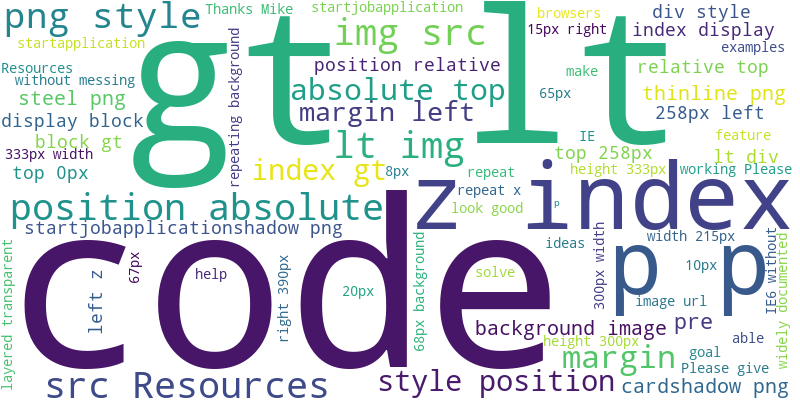 png style
Thanks Mike
startjobapplication
browsers
div style
startapplication
gt lt
img src
15px right
index display
examples
Resources
without messing
repeating background
position relative
make
relative top
steel png
absolute top
65px
thinline png
margin left
258px left
display block
block gt
lt img
IE
feature
333px width
top 258px
lt div
top 0px
index gt
8px
repeat
height 333px
working Please
position absolute
z index
repeat x
look good
p
startjobapplicationshadow png
code
p p
layered transparent
left z
67px
help
right 390px
20px
68px background
solve
ideas
300px width
width 215px
10px
IE6 without
widely documented
image url
background image
pre
height 300px
able
margin
goal
Please give
src Resources
style position
cardshadow png